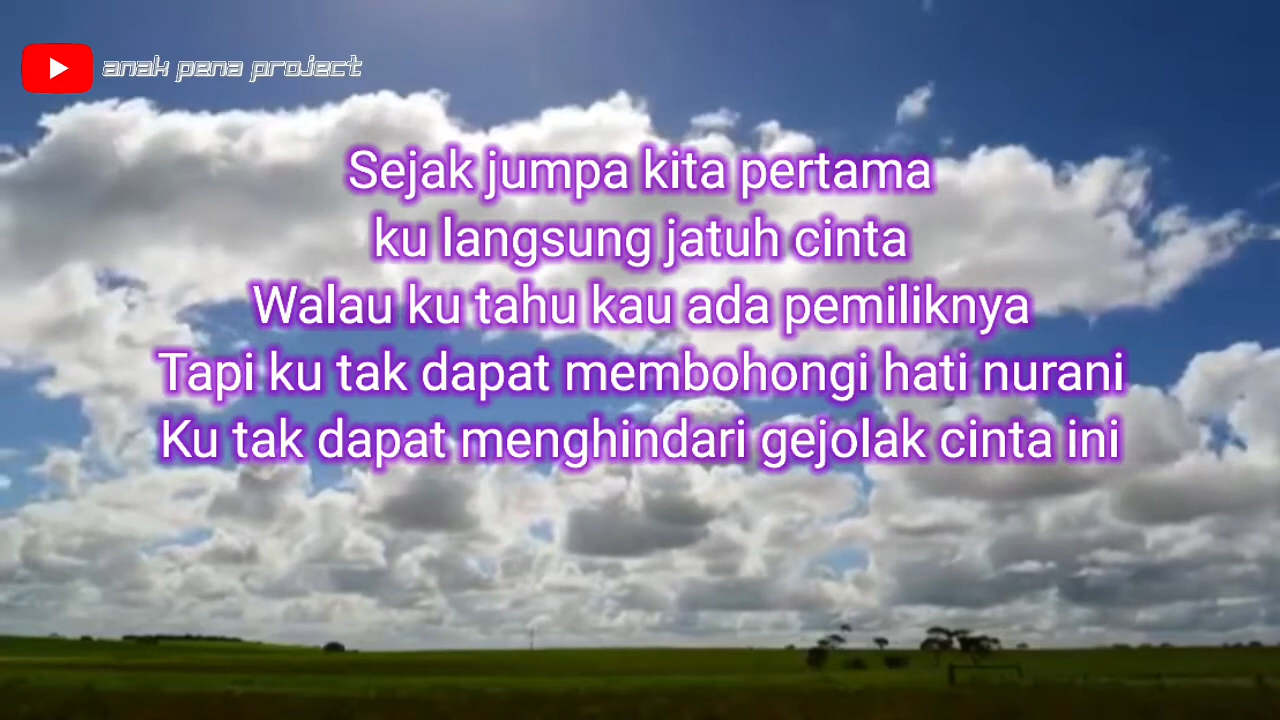 anak pena project
Sejak jumpa kita pertama
ku langsung jatuh cinta
Walau ku tahu kau ada pemiliknya
Tapi ku tak dapat membohongi hati nurani
Ku tak dapat menghindari gejolak cinta ini